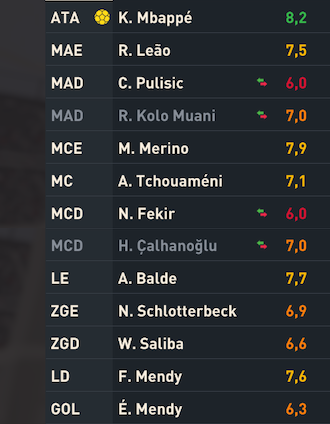 ATA K. Mbappé 8,2
MAE R. Leão 7,5
MAD C. Pulisic 6,0
MAD R. Kolo Muani 7,0
MCE M. Merino 7,9
MC A. Tchouaméni 7,1
MCD N. Fekir 6,0
MCD H. Çalhanoğlu 7,0
LE A. Balde 7,7
ZGE N. Schlotterbeck 6,9
ZGD W. Saliba 6,6
LD F. Mendy 7,6
GOL É. Mendy 6,3